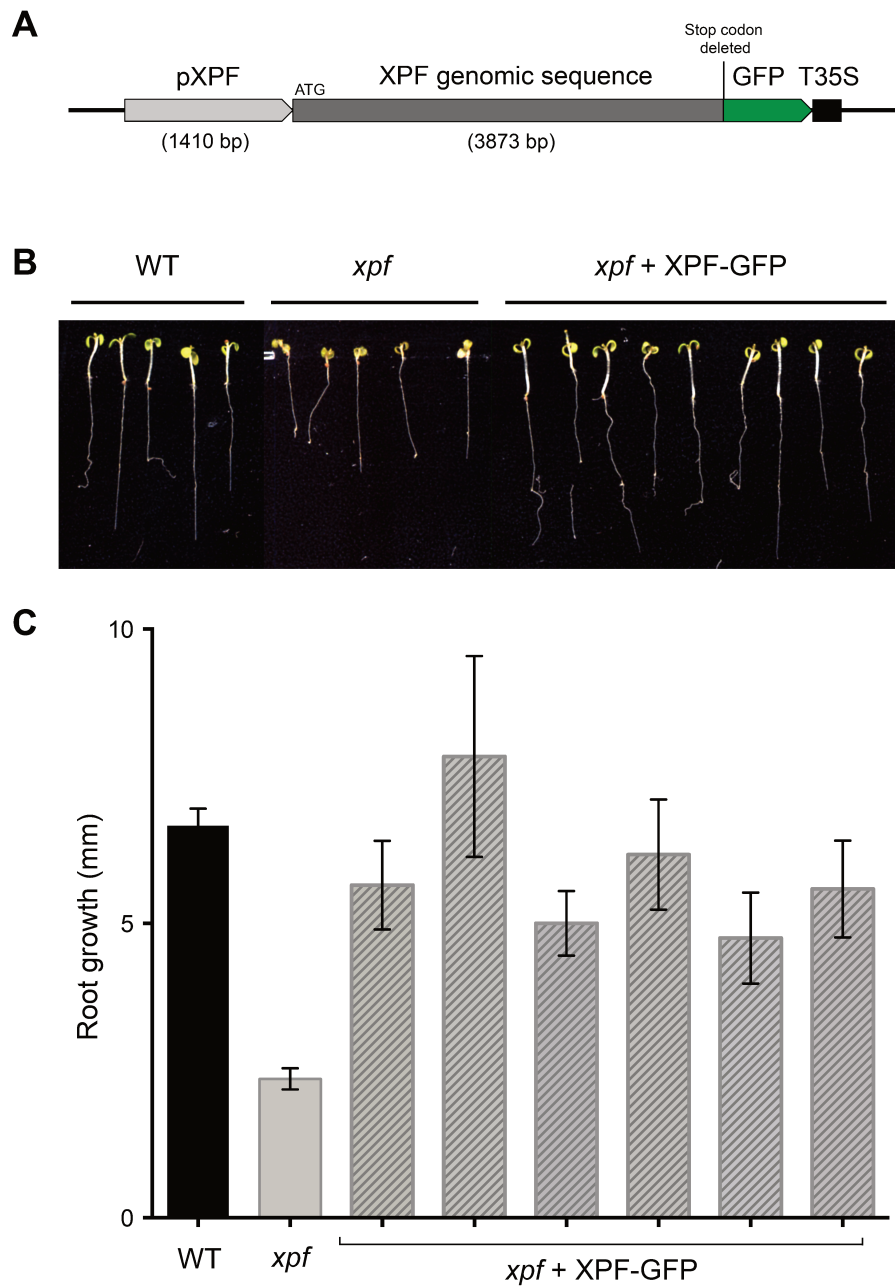 A
Stop codon
deleted
pXPF
ATG
XPF genomic sequence
GFP
T35S
(1410 bp)
(3873 bp)
B
WT
xpf
xpf + XPF-GFP
C
Root growth (mm)
10
5
0
WT
xpf
xpf + XPF-GFP